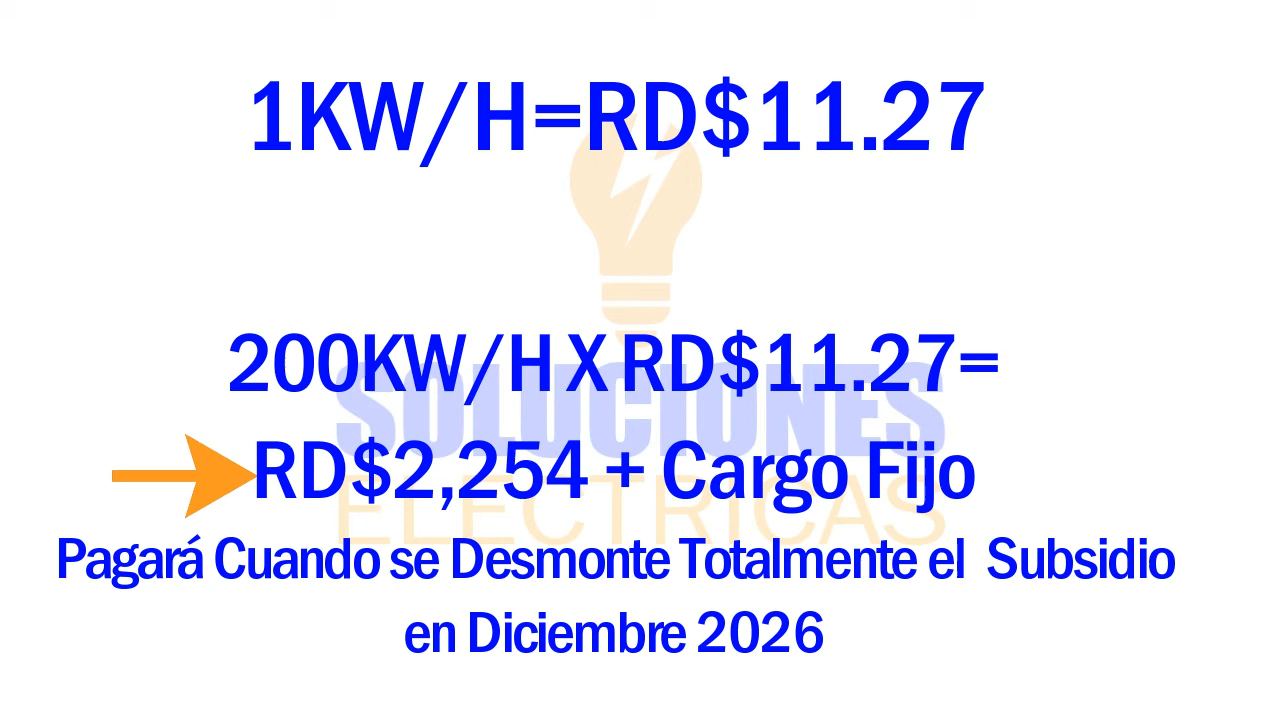 1KW/H=RD$11.27
200KW/H X RD$11.27=
RD$2,254 + Cargo Fijo
SOLUCIONES
ELECTRICAS
Pagará Cuando se Desmonte Totalmente el Subsidio
en Diciembre 2026